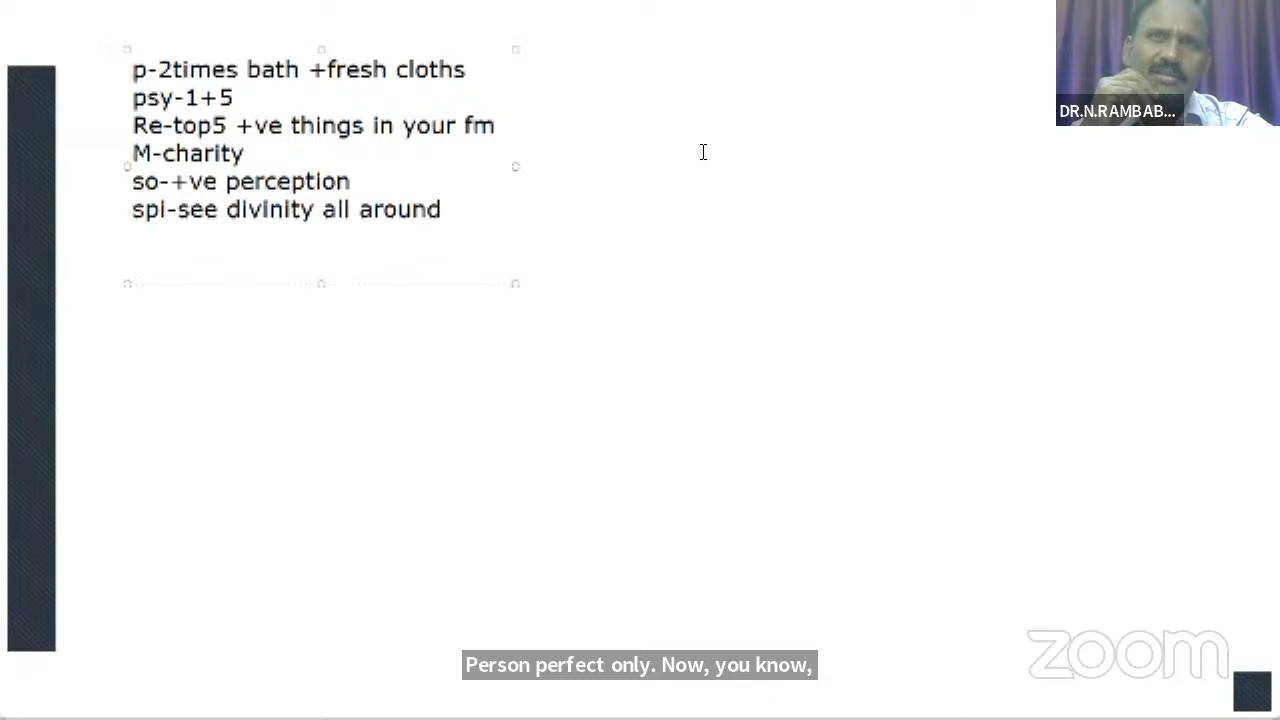 p-2times bath +fresh cloths
psy-1+5
Re-top5 +ve things in your fm
M-charity
so-+ve perception
spi-see divinity all around
DR.N.RAMBAB...
Person perfect only. Now, you know,
zoom